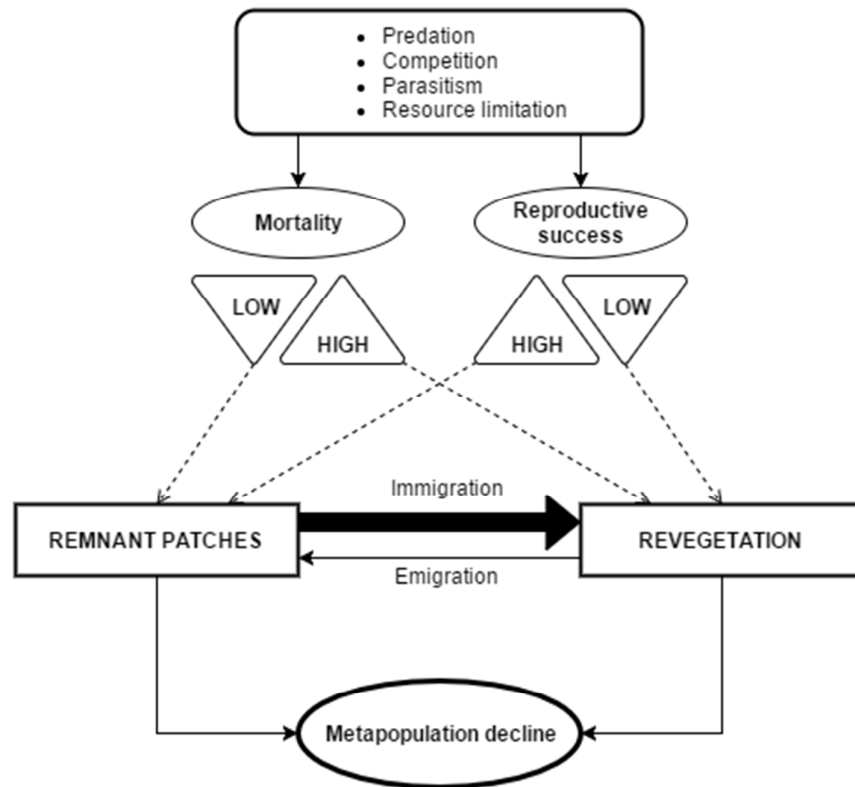 • Predation
• Competition
• Parasitism
• Resource limitation
Mortality
Reproductive
success
LOW
HIGH
HIGH
LOW
Immigration
REMNANT PATCHES
REVEGETATION
Emigration
Metapopulation decline